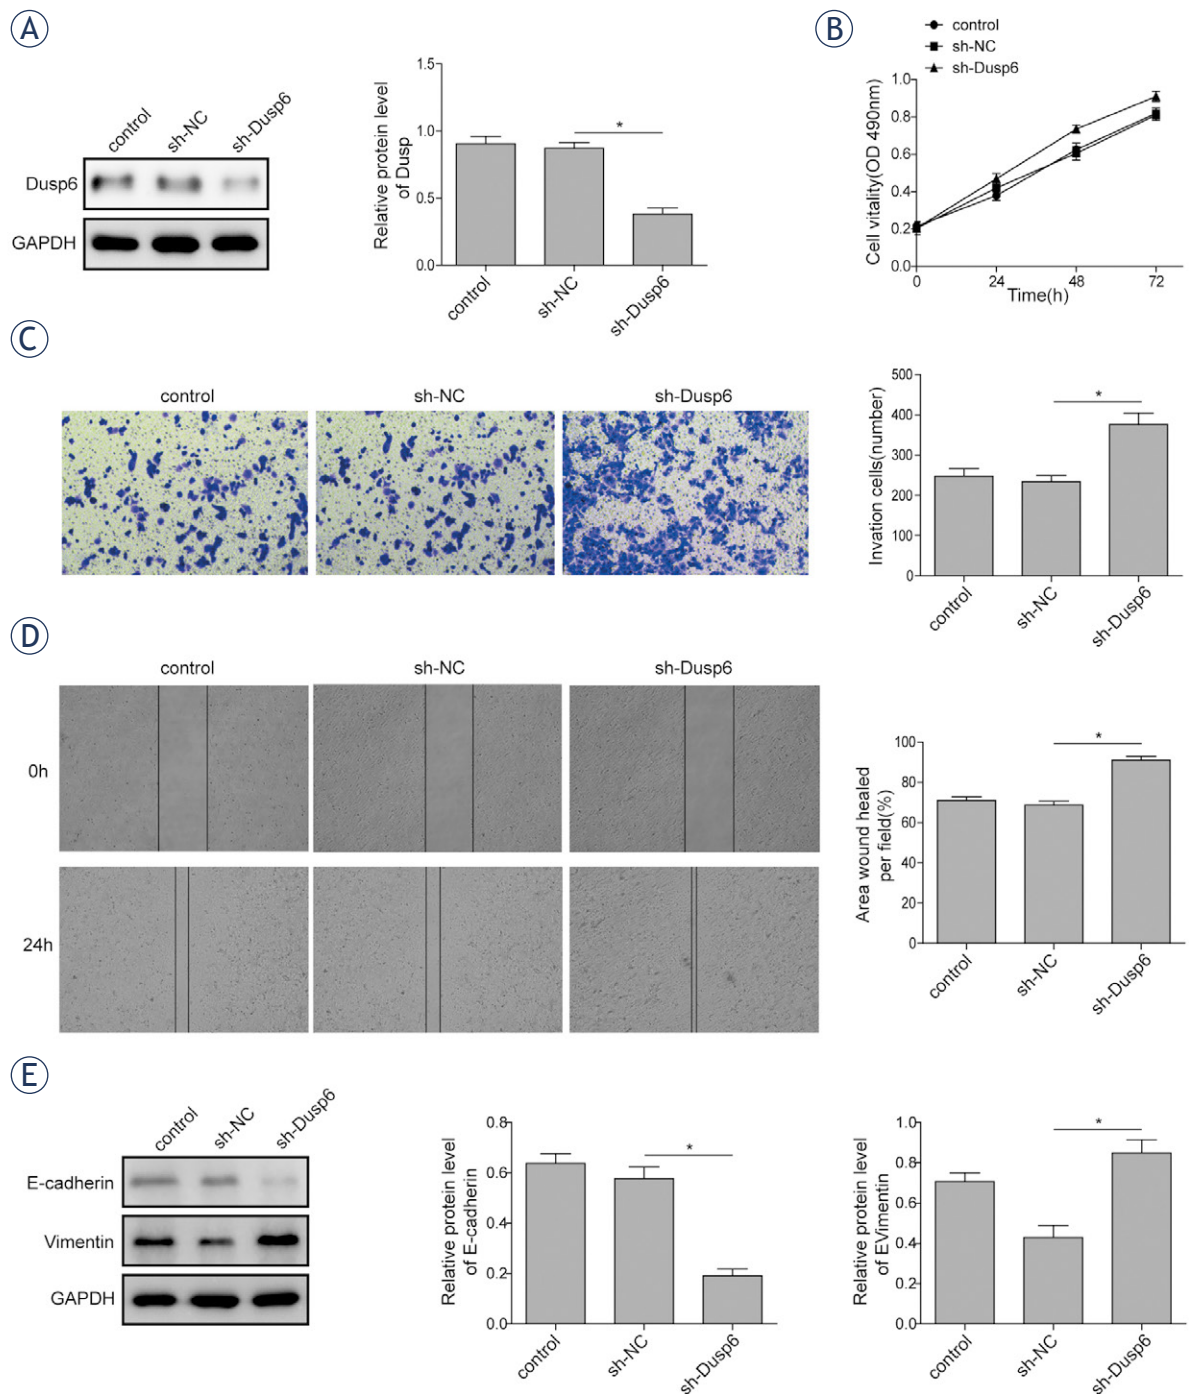 A
control
sh-NC
sh-Dusp6
Dusp6
GAPDH
Relative protein level
of Dusp
1.5
1.0
0.5
0.0
*
control
sh-NC
sh-Dusp6
B
control
sh-NC
sh-Dusp6
Cell vitality(OD 490nm)
1.0
0.8
0.6
0.4
0.2
0.0
0
24
48
72
Time(h)
C
control
sh-NC
sh-Dusp6
Invation cells(number)
500
400
300
200
100
0
*
control
sh-NC
sh-Dusp6
D
control
sh-NC
sh-Dusp6
0h
24h
Area wound healed
per field(%)
100
80
60
40
20
0
*
control
sh-NC
sh-Dusp6
E
control
sh-NC
sh-Dusp6
E-cadherin
Vimentin
GAPDH
Relative protein level
of E-cadherin
0.8
0.6
0.4
0.2
0.0
*
control
sh-NC
sh-Dusp6
Relative protein level
of EVimentin
1.0
0.8
0.6
0.4
0.2
0.0
*
control
sh-NC
sh-Dusp6